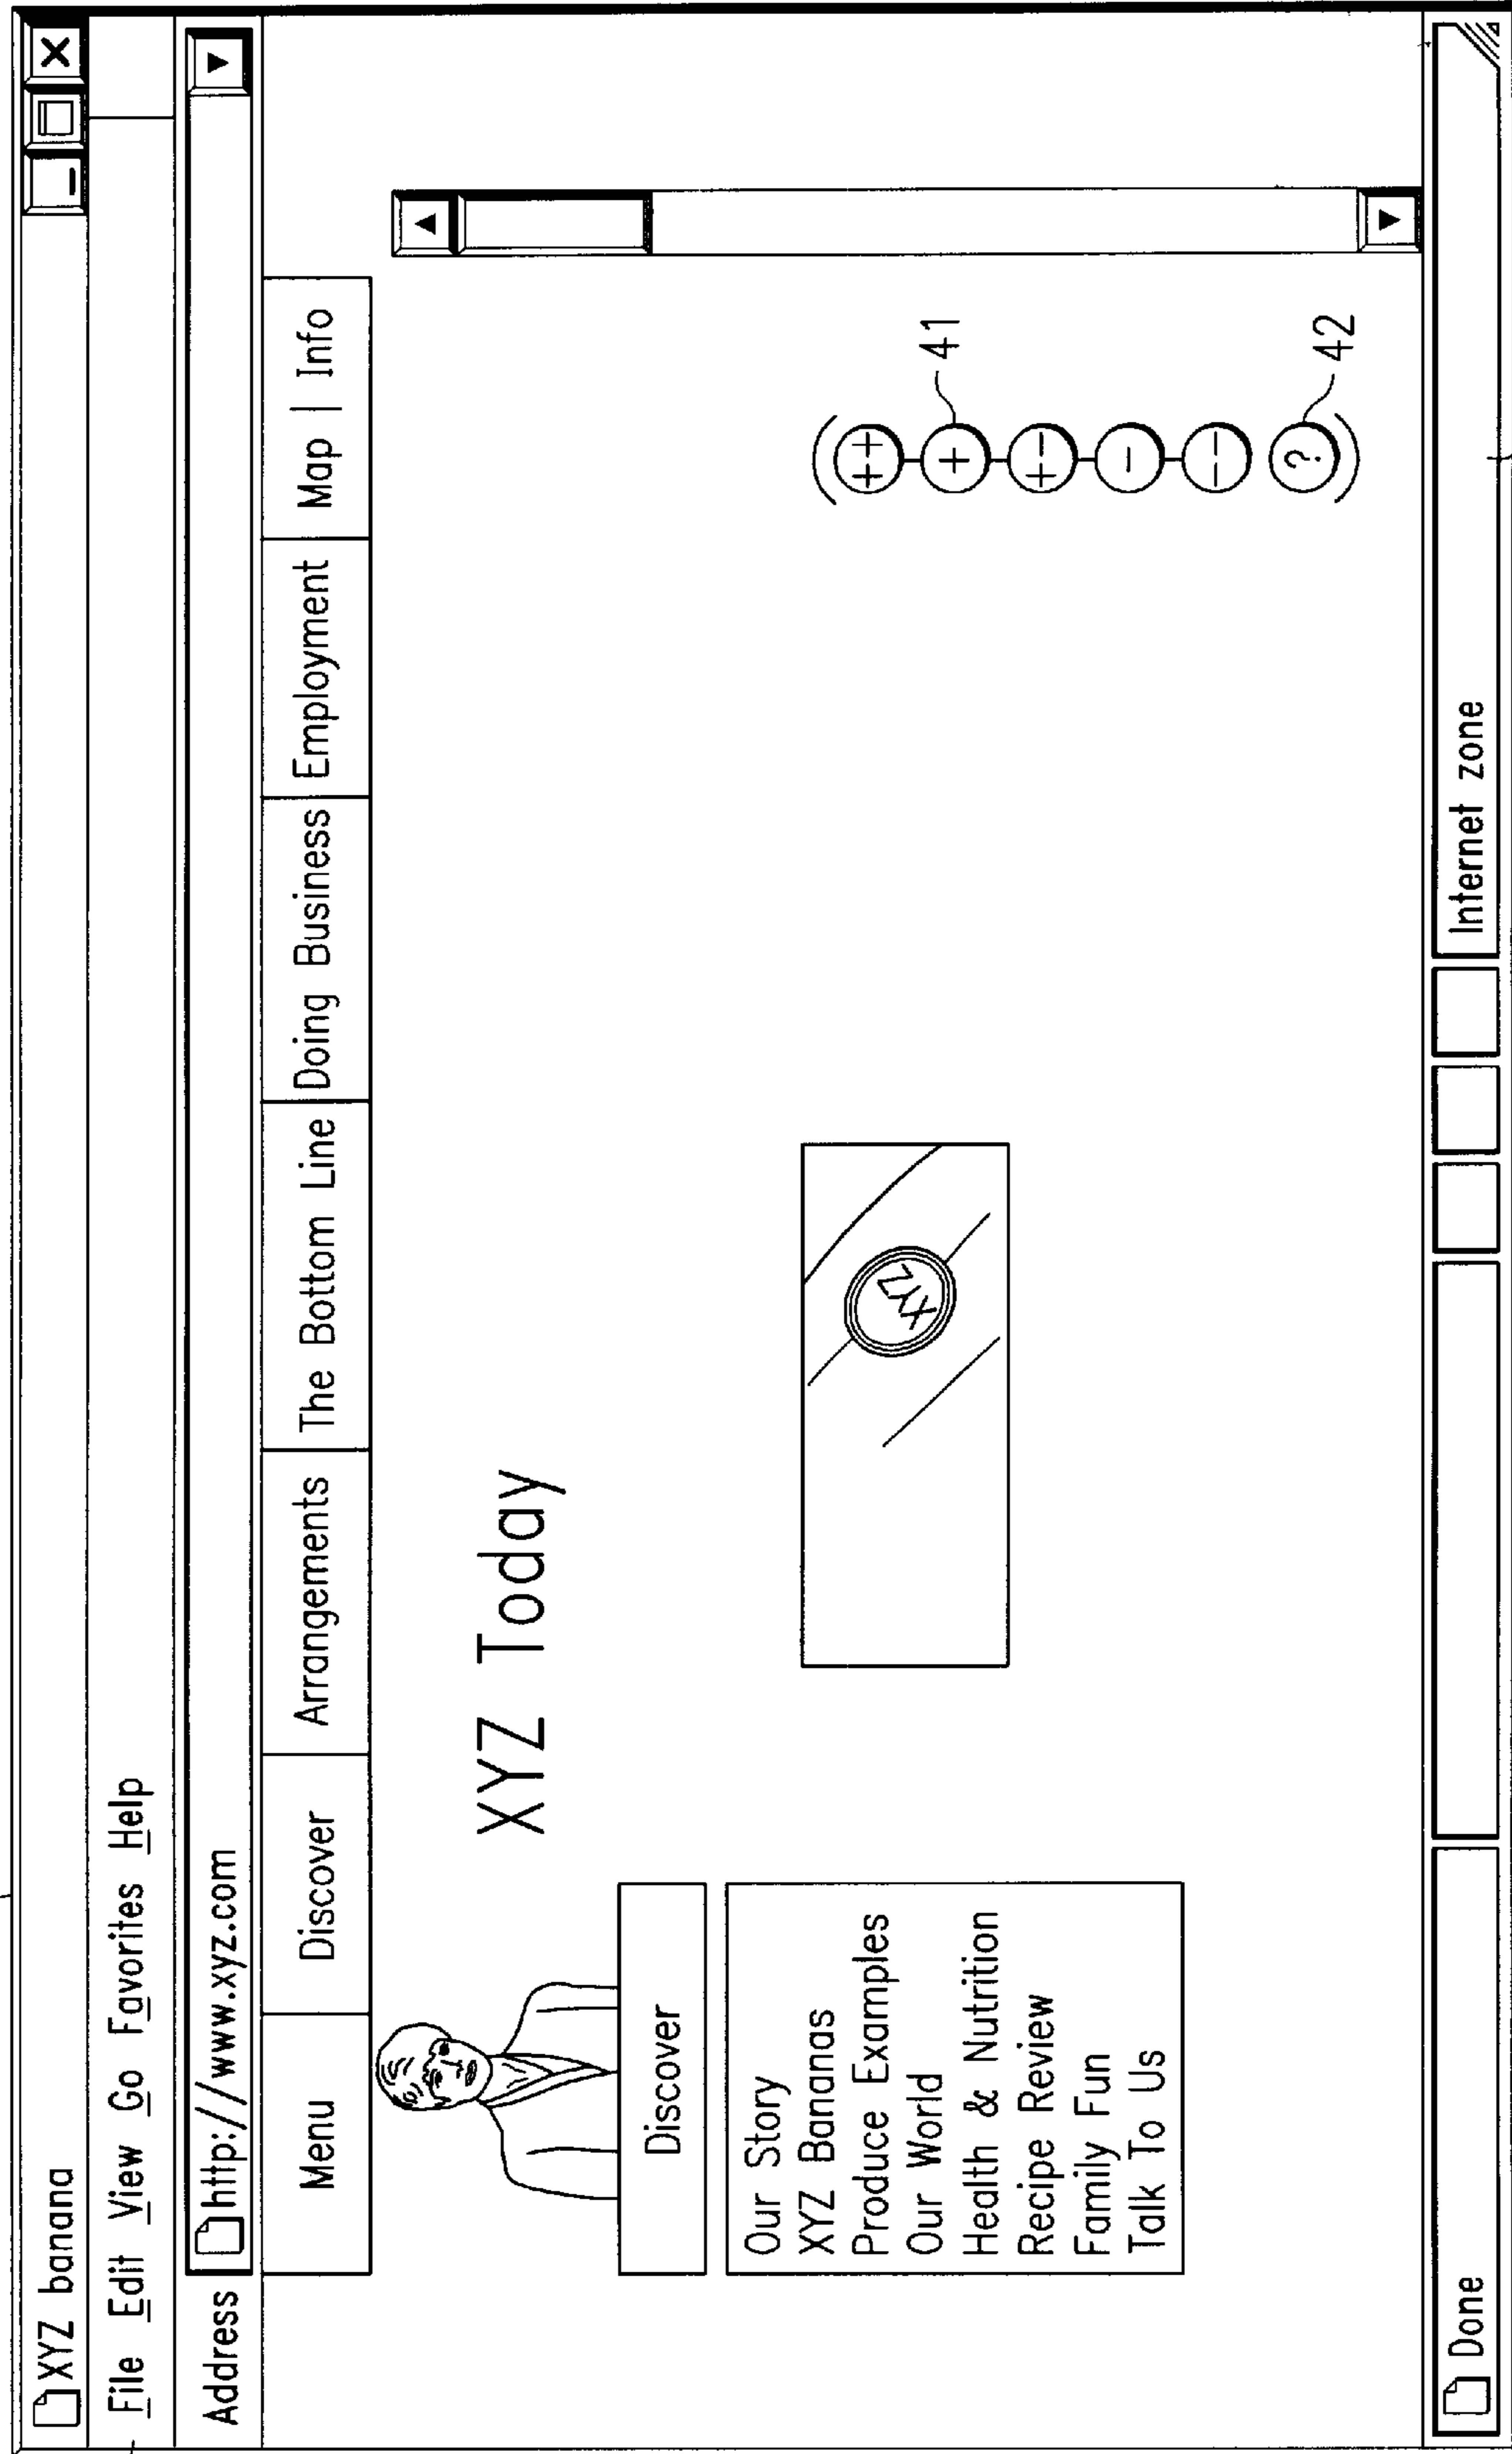 XYZ banana
File Edit View Go Favorites Help
Address http://www.xyz.com
Menu Discover Arrangements The Bottom Line Doing Business Employment Map | Info
XYZ Today
Discover
Our Story
XYZ Bananas
Produce Examples
Our World
Health & Nutrition
Recipe Review
Family Fun
Talk To Us
XYZ
++
+ 41
+-
-
--
? 42
Done Internet zone